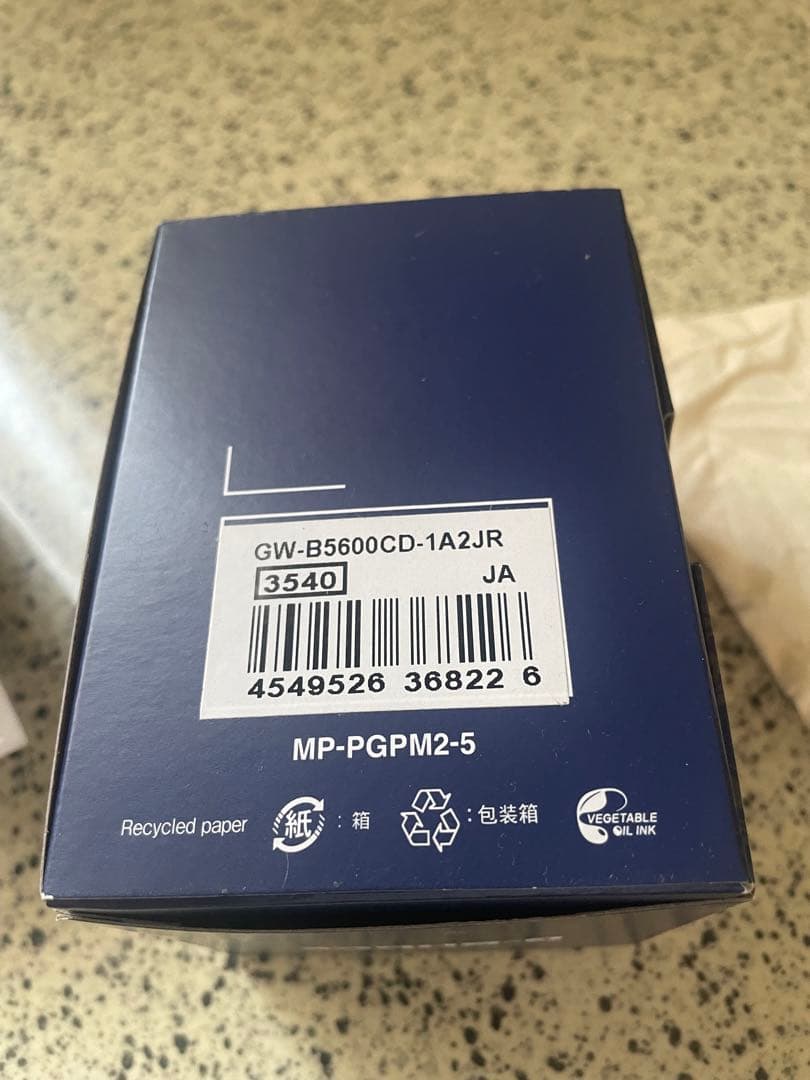 GW-B5600CD-1A2JR
3540 JA
4549526 36822 6
MP-PGPM2-5
Recycled paper 紙 : 箱 : 包装箱 VEGETABLE OIL INK